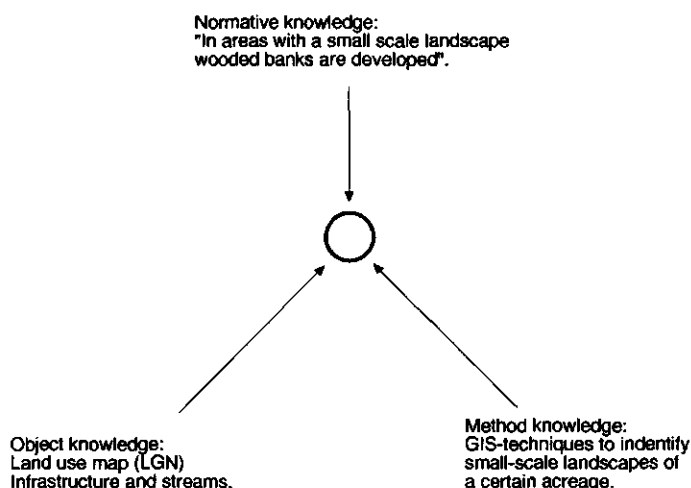 Normative knowledge:
"In areas with a small scale landscape
wooded banks are developed".
Object knowledge:
Land use map (LGN)
Infrastructure and streams.
Method knowledge:
GIS-techniques to indentify
small-scale landscapes of
a certain acreage.